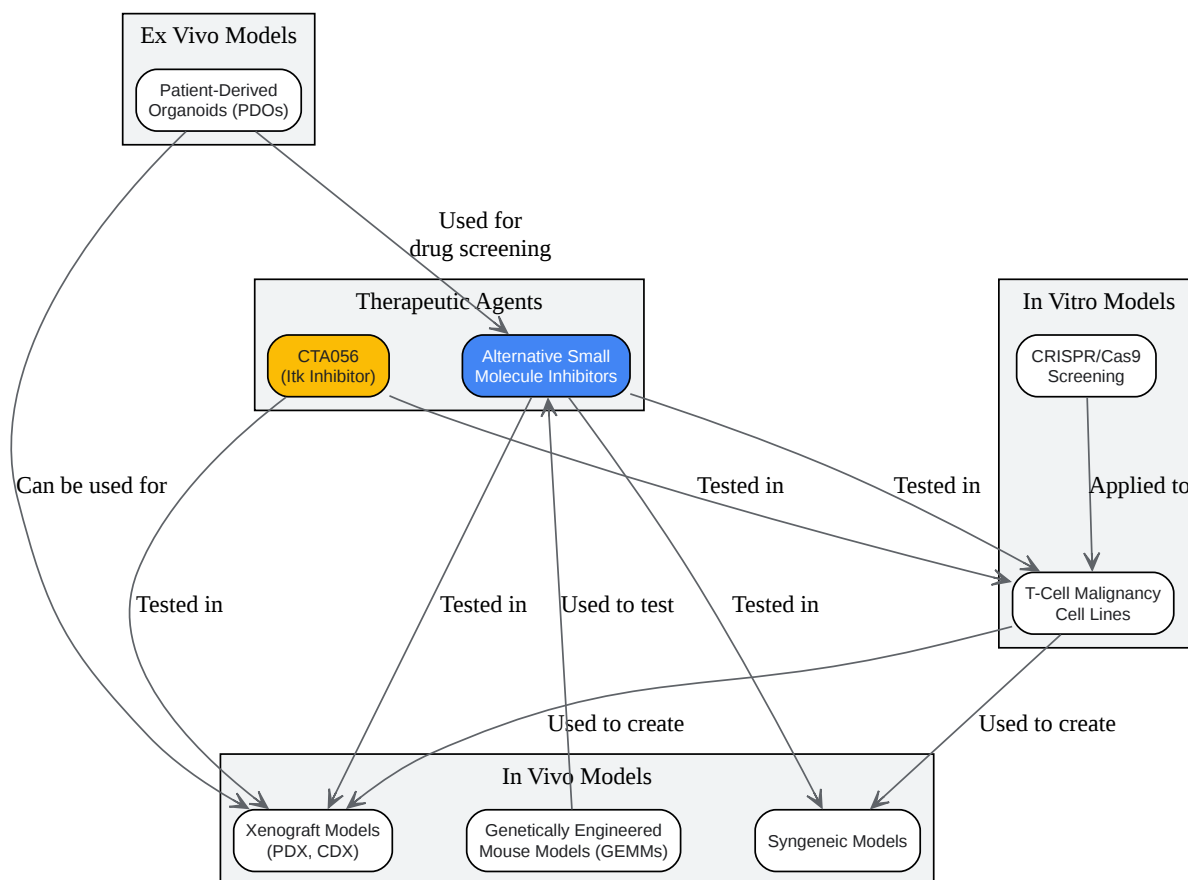 Ex Vivo Models
Patient-Derived
Organoids (PDOs)
Used for
drug screening
Therapeutic Agents
In Vitro Models
CTA056
(Itk Inhibitor)
Alternative Small
Molecule Inhibitors
CRISPR/Cas9
Screening
Can be used for
Tested in
Tested in
Applied to
Tested in
Tested in
Used to test
Tested in
T-Cell Malignancy
Cell Lines
Used to create
Used to create
In Vivo Models
Xenograft Models
(PDX, CDX)
Genetically Engineered
Mouse Models (GEMMs)
Syngeneic Models